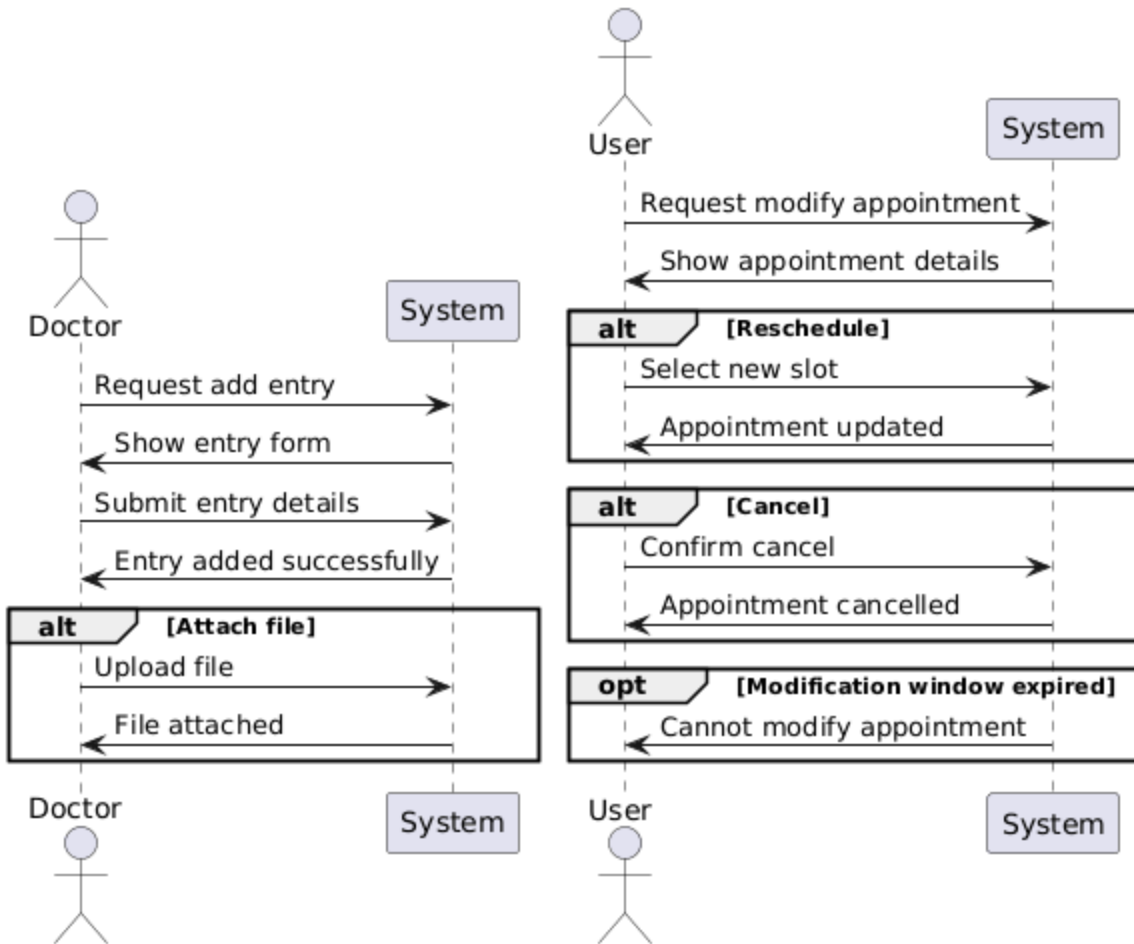 Doctor
System
Request add entry
Show entry form
Submit entry details
Entry added successfully
alt [Attach file]
Upload file
File attached
Doctor
System
User
System
Request modify appointment
Show appointment details
alt [Reschedule]
Select new slot
Appointment updated
alt [Cancel]
Confirm cancel
Appointment cancelled
opt [Modification window expired]
Cannot modify appointment
User
System